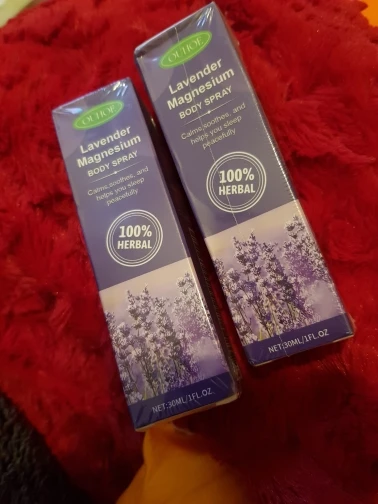 OUHOE
Lavender
Magnesium
BODY SPRAY
Calms,soothes, and
helps you sleep
peacefully
100%
HERBAL
NET:30ML/1FL.OZ.
OUHOE
Lavender
Magnesium
BODY SPRAY
Calms,soothes, and
helps you sleep
peacefully
100%
HERBAL
NET:30ML/1FL.OZ